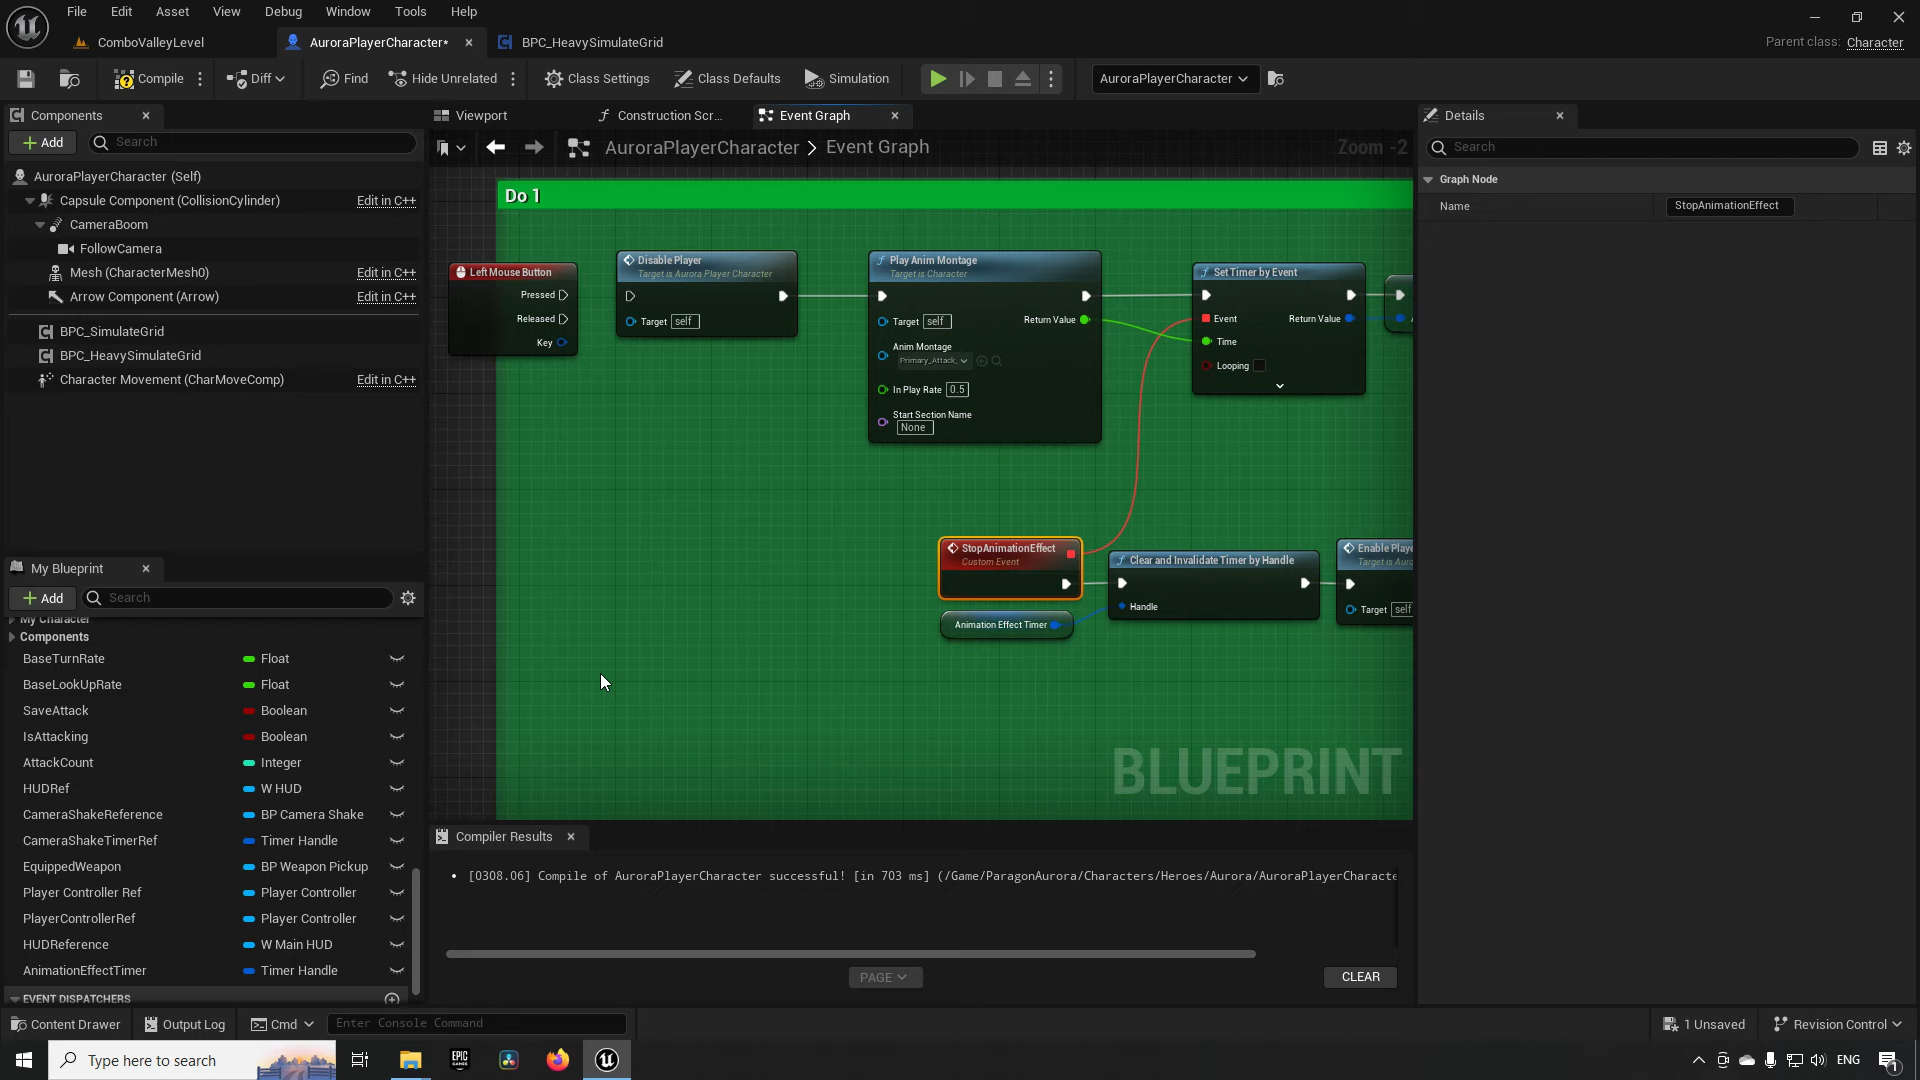 File Edit Asset View Debug Window Tools Help
ComboValleyLevel
AuroraPlayerCharacter*
BPC_HeavySimulateGrid
Parent class: Character
Compile
Diff
Find
Hide Unrelated
Class Settings
Class Defaults
Simulation
AuroraPlayerCharacter
Components
Add
Search
AuroraPlayerCharacter (Self)
Capsule Component (CollisionCylinder) Edit in C++
CameraBoom
FollowCamera
Mesh (CharacterMesh0) Edit in C++
Arrow Component (Arrow) Edit in C++
BPC_SimulateGrid
BPC_HeavySimulateGrid
Character Movement (CharMoveComp) Edit in C++
My Blueprint
Add
Search
My Character
Components
BaseTurnRate Float
BaseLookUpRate Float
SaveAttack Boolean
IsAttacking Boolean
AttackCount Integer
HUDRef W HUD
CameraShakeReference BP Camera Shake
CameraShakeTimerRef Timer Handle
EquippedWeapon BP Weapon Pickup
Player Controller Ref Player Controller
PlayerControllerRef Player Controller
HUDReference W Main HUD
AnimationEffectTimer Timer Handle
EVENT DISPATCHERS
Viewport
Construction Scr...
Event Graph
AuroraPlayerCharacter > Event Graph
Zoom -2
Do 1
Left Mouse Button
Pressed
Released
Key
Disable Player
Target is Aurora Player Character
Target self
Play Anim Montage
Target is Character
Target self
Return Value
Anim Montage
Primary_Attack_
In Play Rate 0.5
Start Section Name
None
Set Timer by Event
Event
Return Value
Time
Looping
StopAnimationEffect
Custom Event
Animation Effect Timer
Clear and Invalidate Timer by Handle
Handle
Enable Playe
Target is Auro
Target self
BLUEPRINT
Compiler Results
• [0308.06] Compile of AuroraPlayerCharacter successful! [in 703 ms] (/Game/ParagonAurora/Characters/Heroes/Aurora/AuroraPlayerCharacte
PAGE
CLEAR
Details
Search
Graph Node
Name StopAnimationEffect
Content Drawer
Output Log
Cmd
Enter Console Command
1 Unsaved
Revision Control
Type here to search
EPIC
GAMES
ENG
1